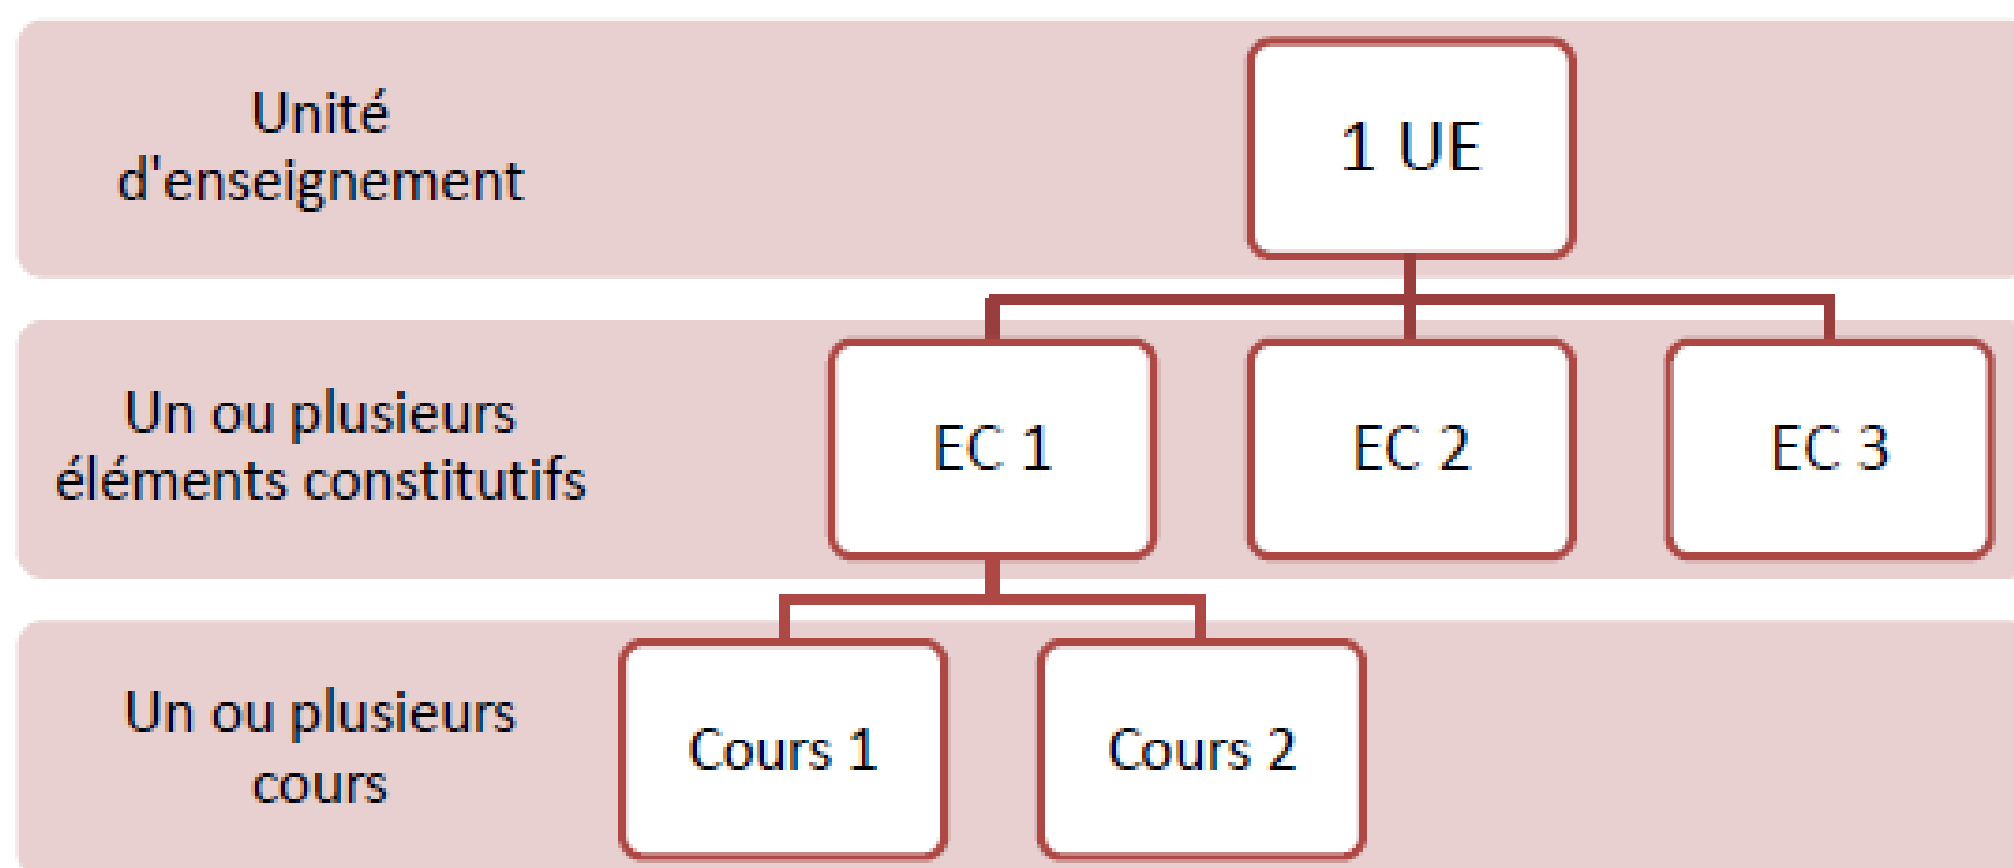 Unité
d'enseignement
1 UE
Un ou plusieurs
éléments constitutifs
EC 1
EC 2
EC 3
Un ou plusieurs
cours
Cours 1
Cours 2